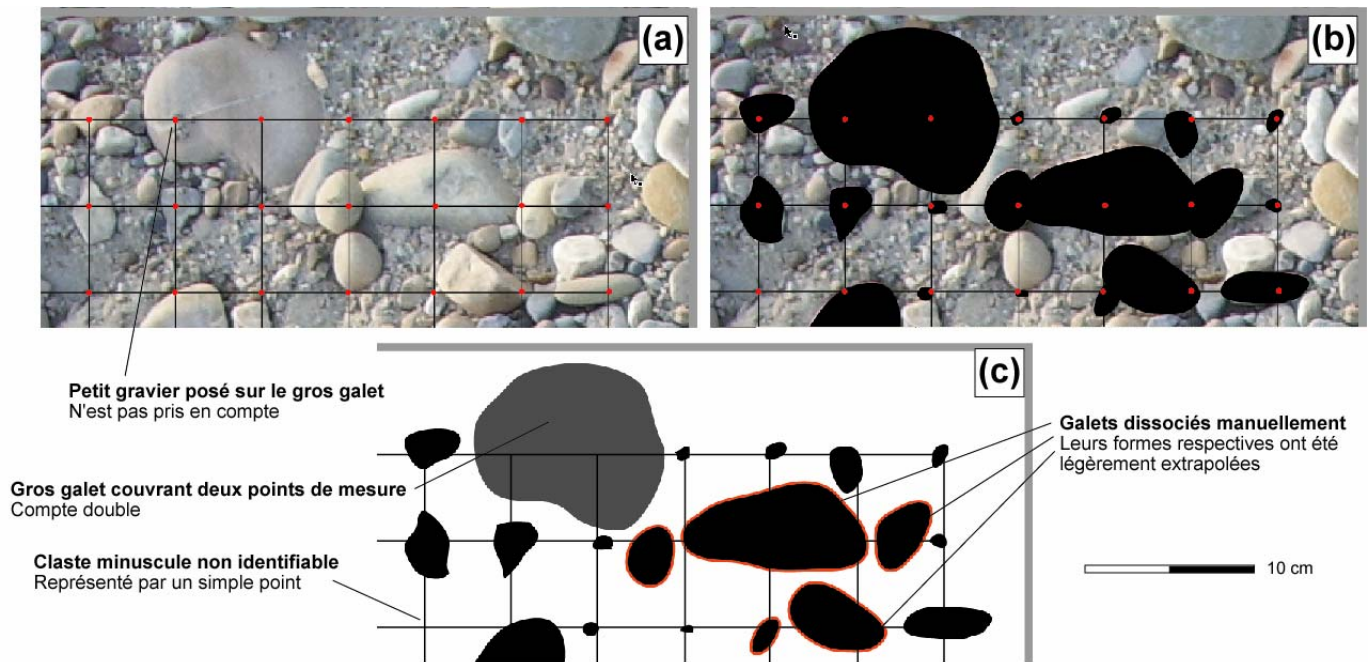 (a)
(b)
Petit gravier posé sur le gros galet
N'est pas pris en compte
(c)
Galets dissociés manuellement
Leurs formes respectives ont été
légèrement extrapolées
Gros galet couvrant deux points de mesure
Compte double
Claste minuscule non identifiable
Représenté par un simple point
10 cm